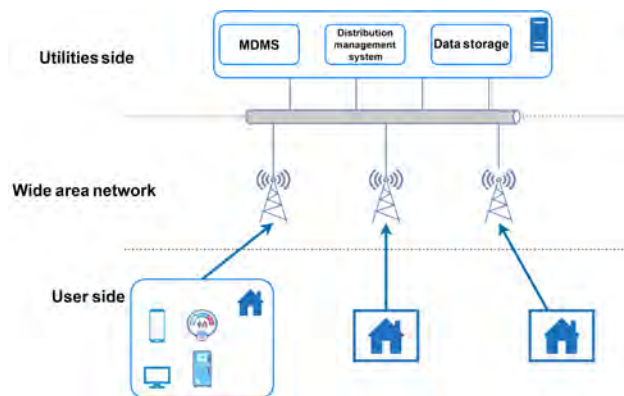 Utilities side
MDMS
Distribution
management
system
Data storage
Wide area network
User side